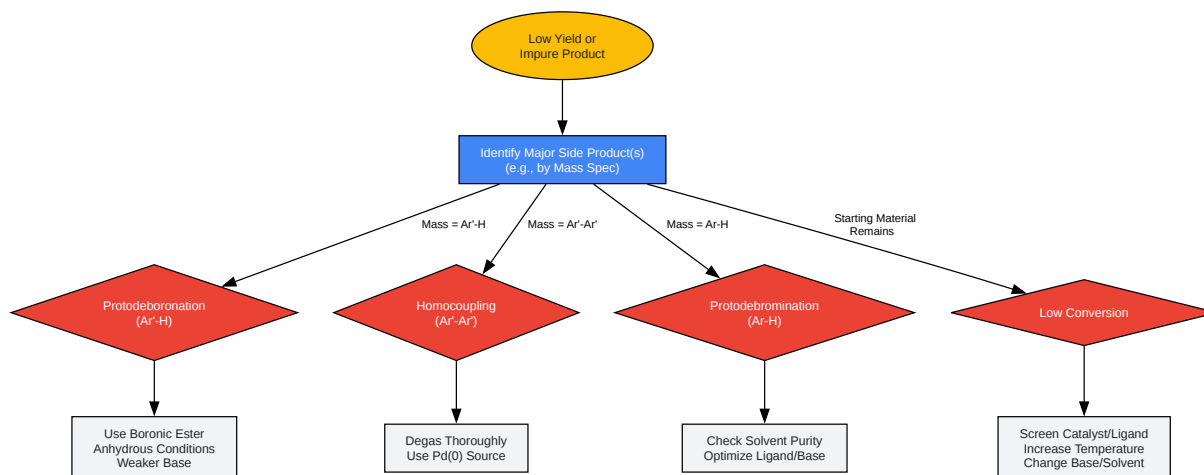 Low Yield or
Impure Product
Identify Major Side Product(s)
(e.g., by Mass Spec)
Mass = Ar'-H
Mass = Ar'-Ar'
Mass = Ar-H
Starting Material
Remains
Protodeboronation
(Ar'-H)
Homocoupling
(Ar'-Ar')
Protodebromination
(Ar-H)
Low Conversion
Use Boronic Ester
Anhydrous Conditions
Weaker Base
Degas Thoroughly
Use Pd(0) Source
Check Solvent Purity
Optimize Ligand/Base
Screen Catalyst/Ligand
Increase Temperature
Change Base/Solvent